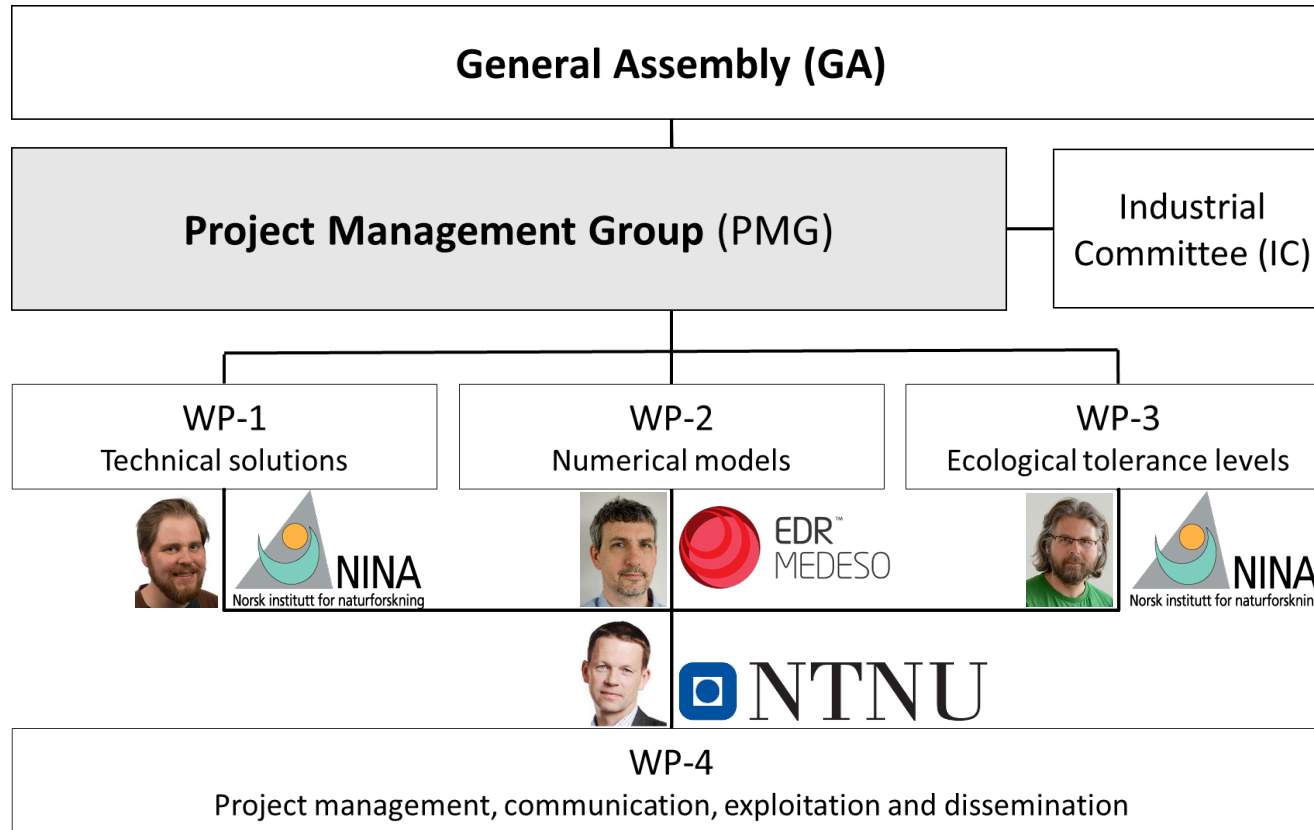 General Assembly (GA)
Project Management Group (PMG)
Industrial
Committee (IC)
WP-1
Technical solutions
WP-2
Numerical models
WP-3
Ecological tolerance levels
NINA
Norsk institutt for naturforskning
EDR™
MEDESO
NINA
Norsk institutt for naturforsknin
NTNU
WP-4
Project management, communication, exploitation and dissemination